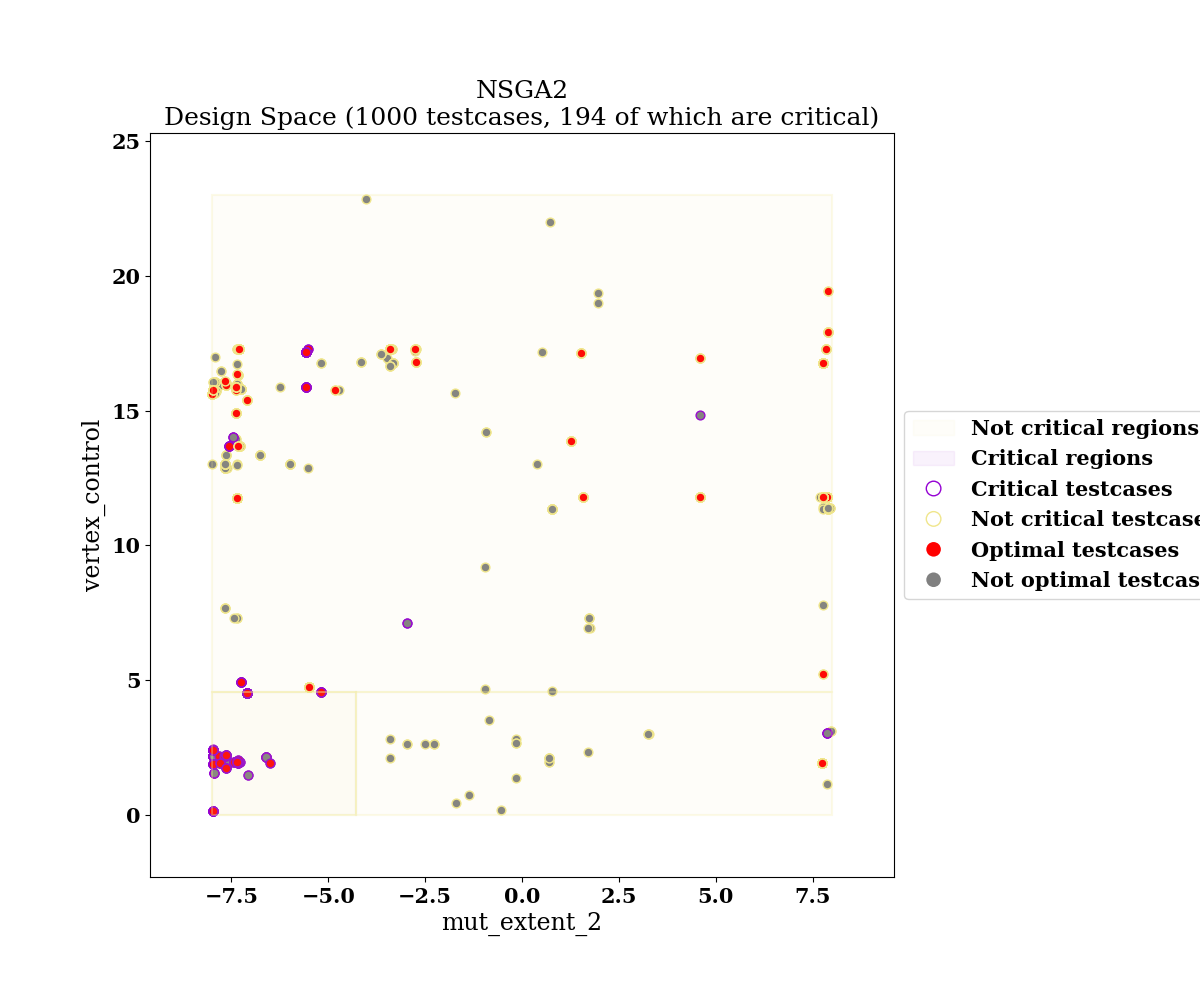 NSGA2
Design Space (1000 testcases, 194 of which are critical)
25
20
15
10
5
0
vertex_control
−7.5
−5.0
−2.5
0.0
2.5
5.0
7.5
mut_extent_2
Not critical regions
Critical regions
Critical testcases
Not critical testcase
Optimal testcases
Not optimal testcas